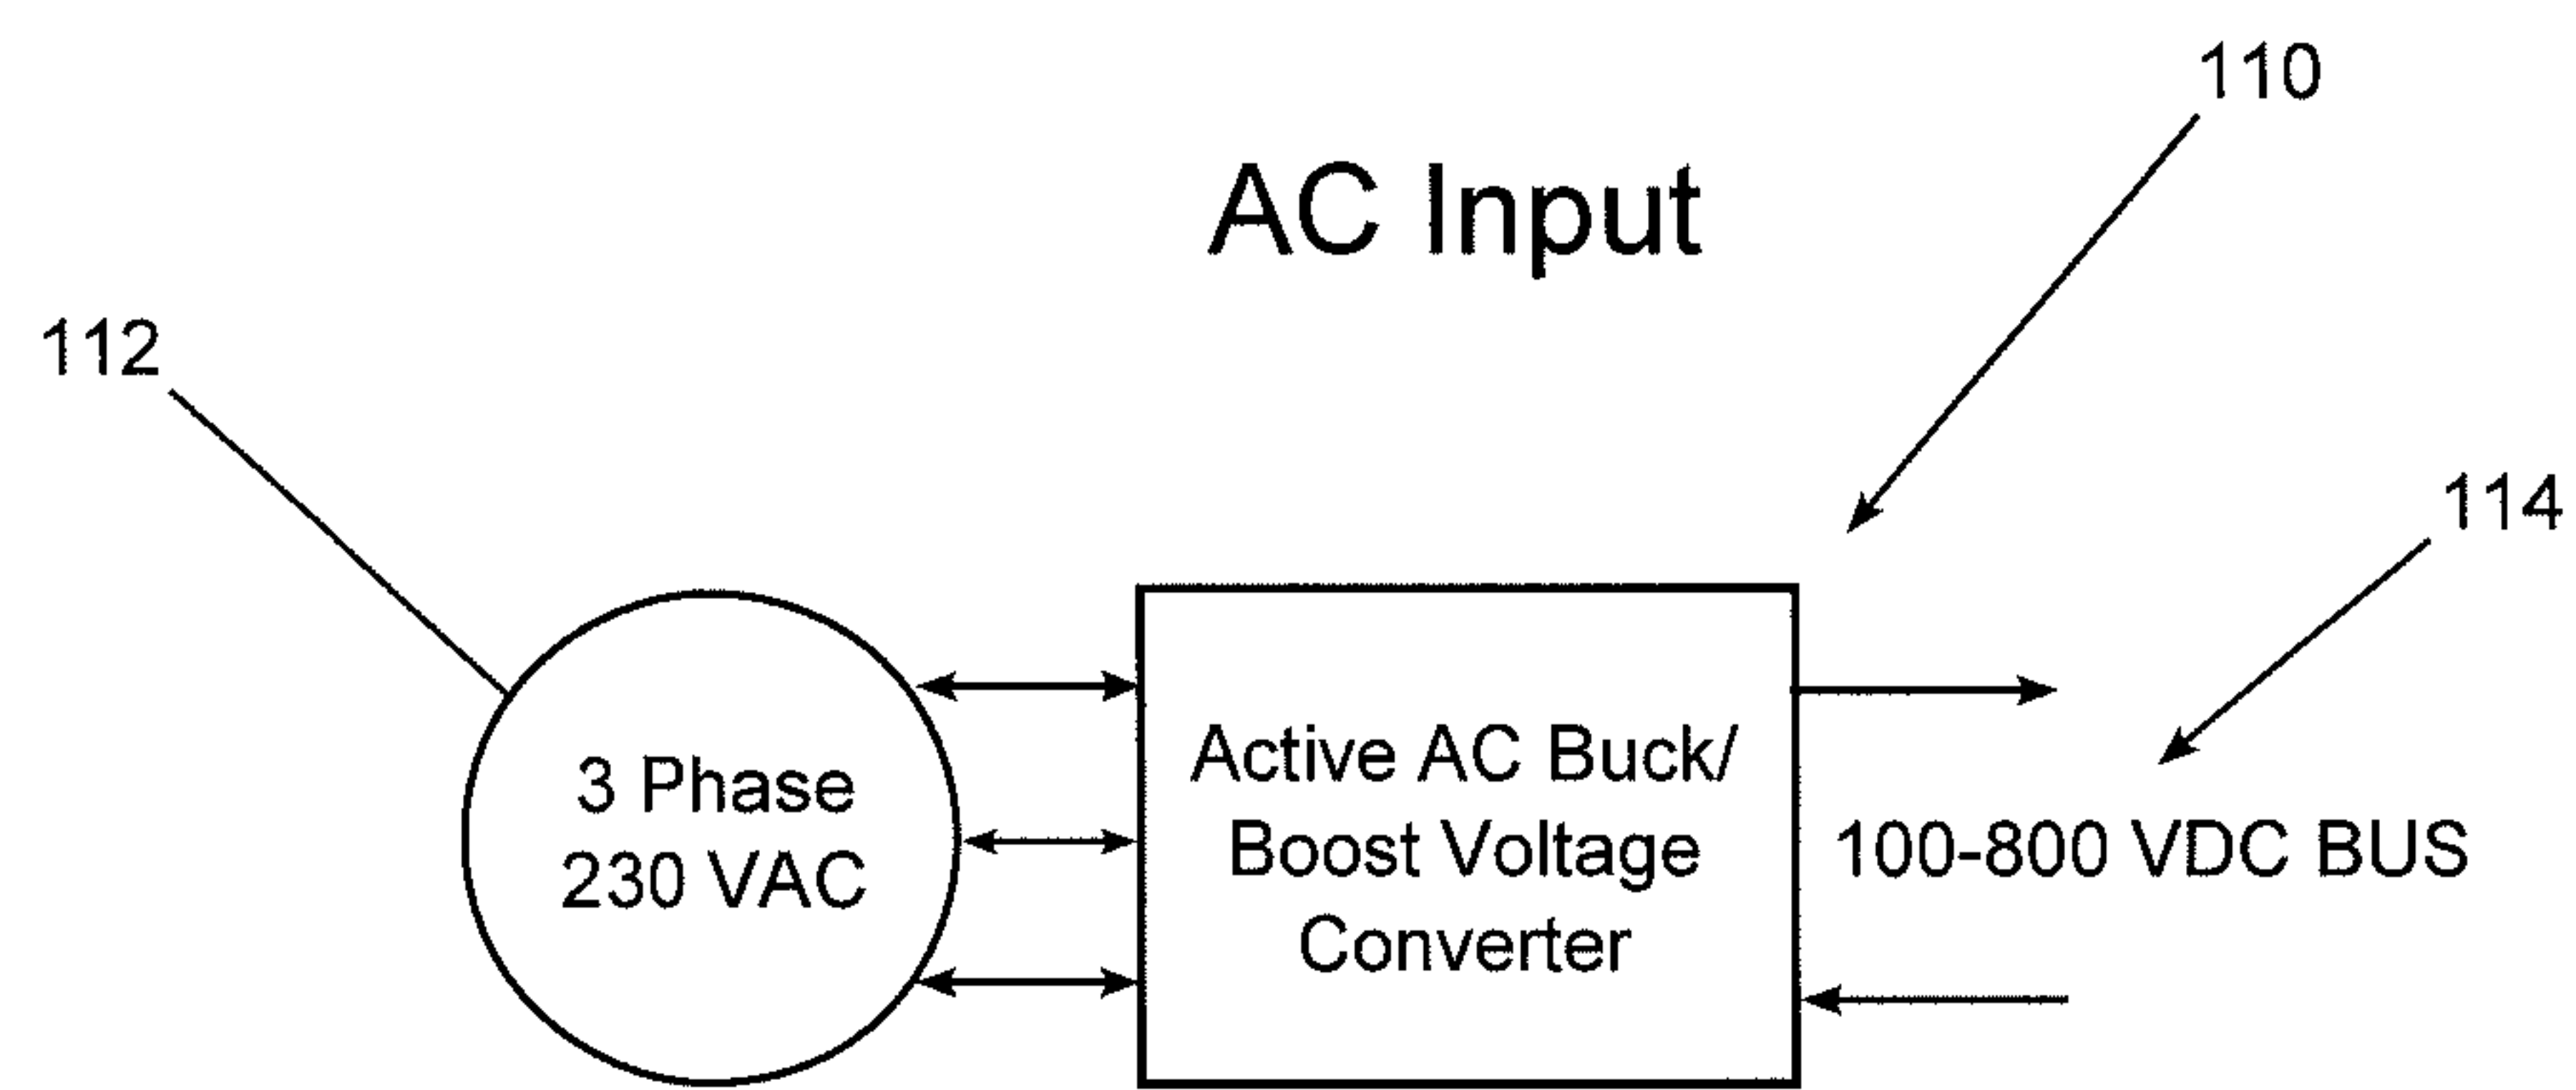 110
AC Input
112
114
3 Phase
230 VAC
Active AC Buck/
Boost Voltage
Converter
100-800 VDC BUS